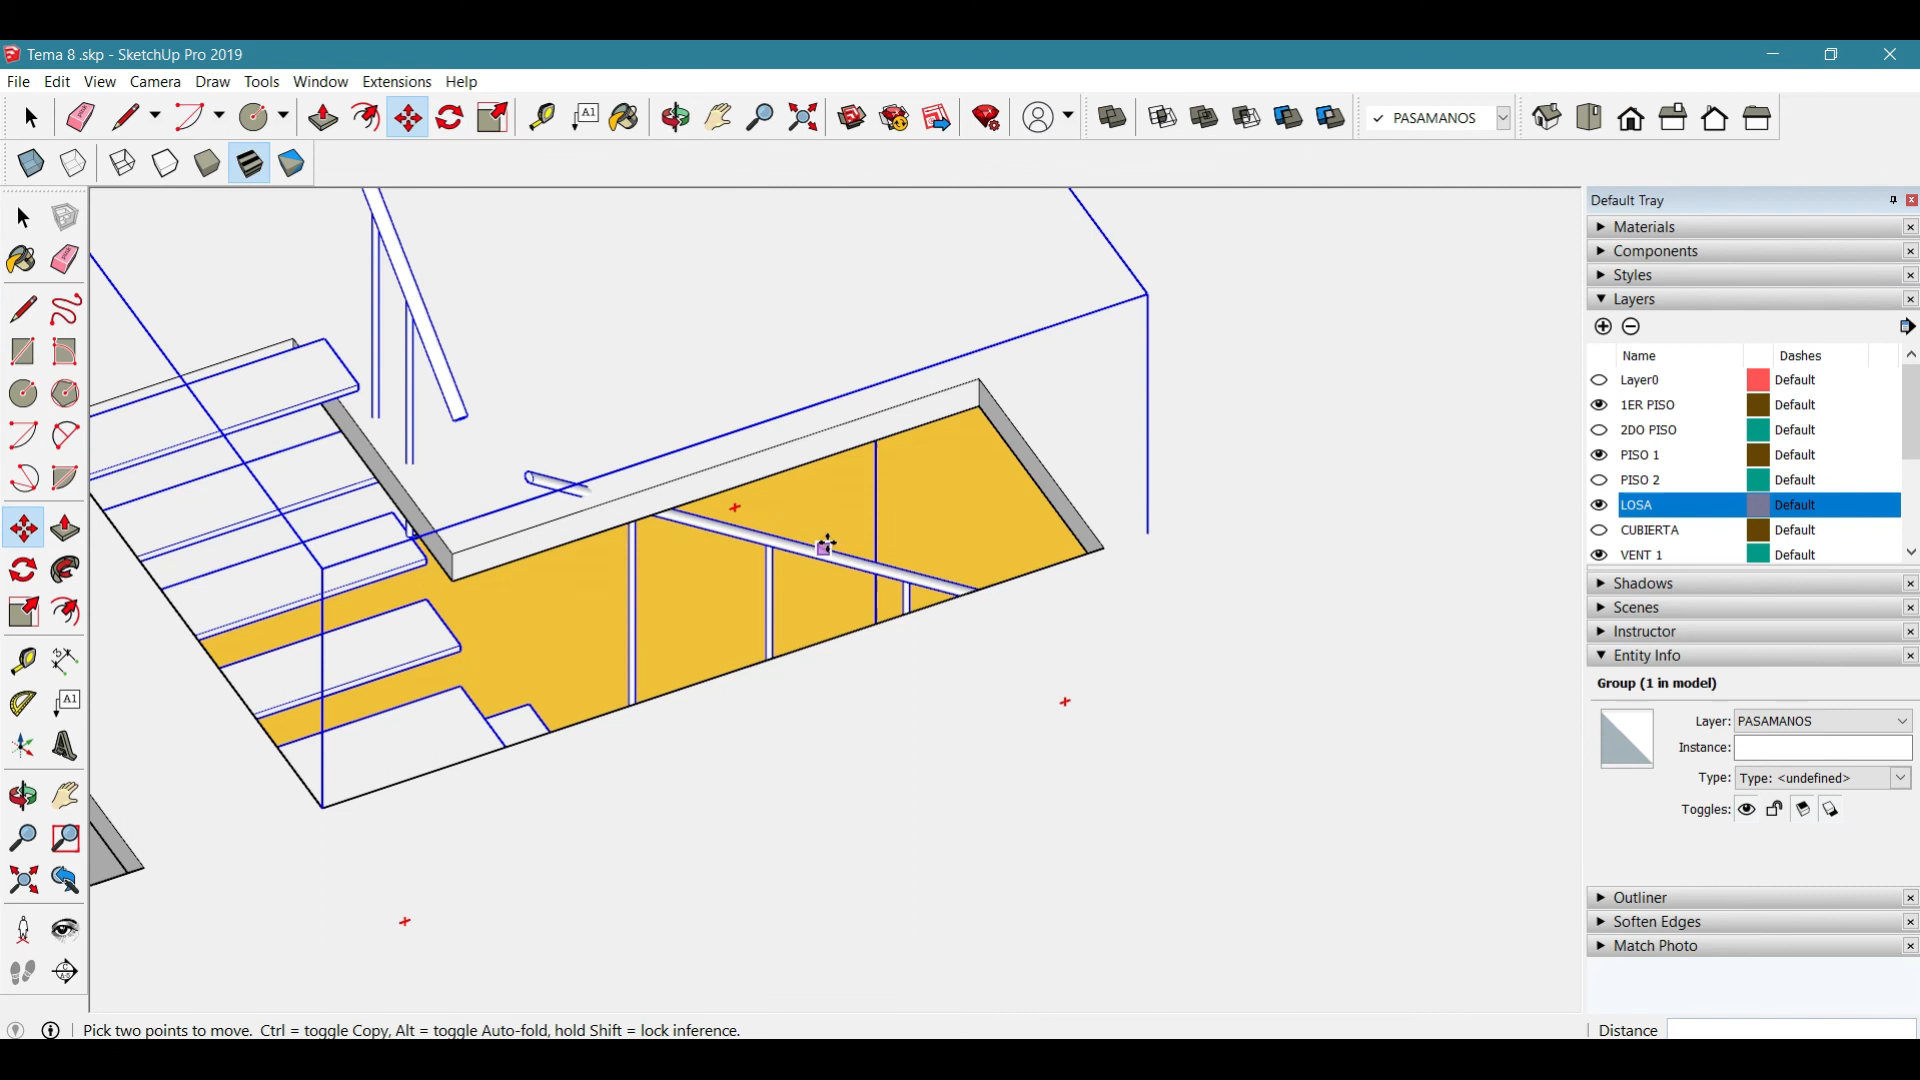 Tema 8 .skp - SketchUp Pro 2019
File Edit View Camera Draw Tools Window Extensions Help
A1
✓ PASAMANOS
Default Tray
Materials
Components
Styles
Layers
Name Dashes
Layer0 Default
1ER PISO Default
2DO PISO Default
PISO 1 Default
PISO 2 Default
LOSA Default
CUBIERTA Default
VENT 1 Default
Shadows
Scenes
Instructor
Entity Info
Group (1 in model)
Layer: PASAMANOS
Instance:
Type: Type: <undefined>
Toggles:
Outliner
Soften Edges
Match Photo
A1
Pick two points to move. Ctrl = toggle Copy, Alt = toggle Auto-fold, hold Shift = lock inference.
Distance